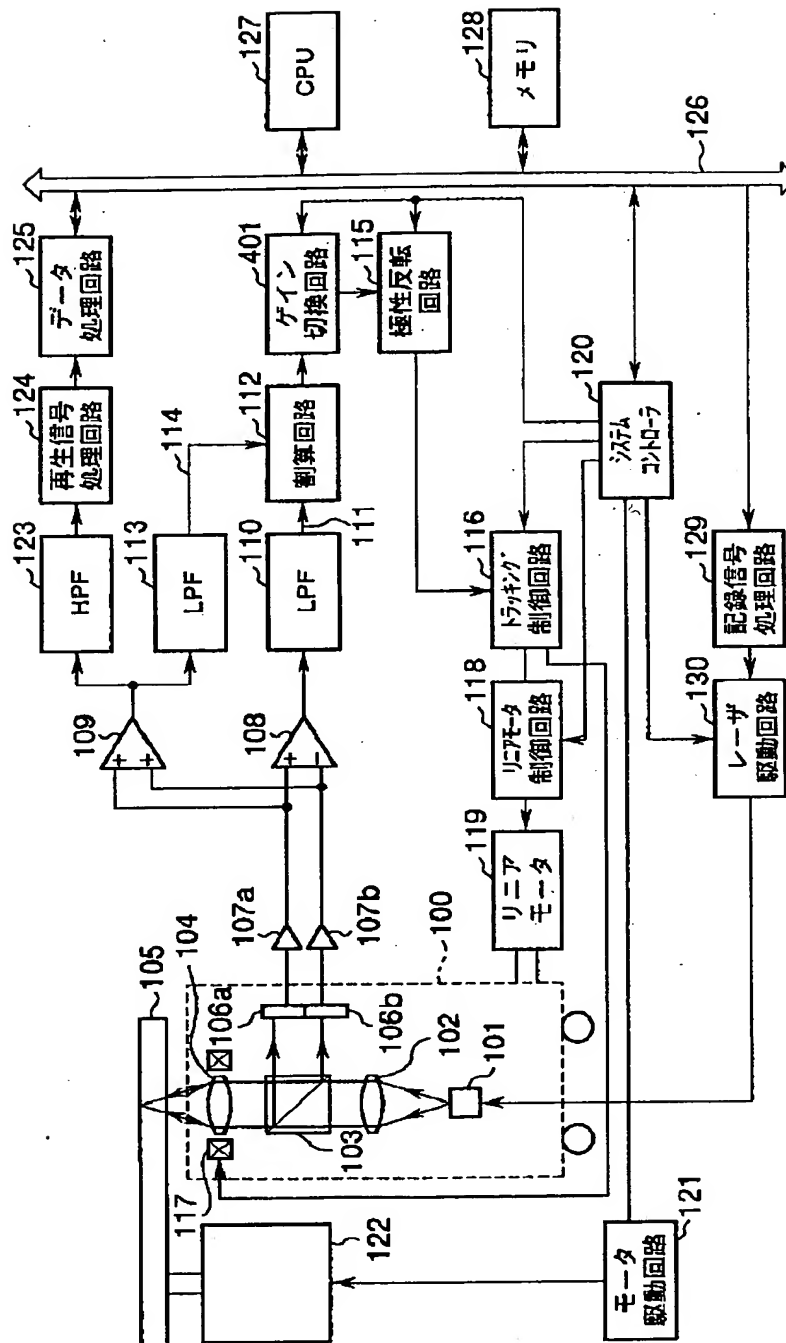 127
CPU
128
メモリ
126
125
データ
処理回路
401
ゲイン
切換回路
115
極性反転
回路
124
再生信号
処理回路
114
112
割算回路
111
120
システム
コントローラ
123
HPF
113
LPF
110
LPF
116
トラッキング
制御回路
129
記録信号
処理回路
109
+
+
108
+
−
118
リニアモータ
制御回路
130
レーザ
駆動回路
119
リニア
モータ
107a
107b
100
105
104
106a
106b
102
101
103
117
122
121
モータ
駆動回路